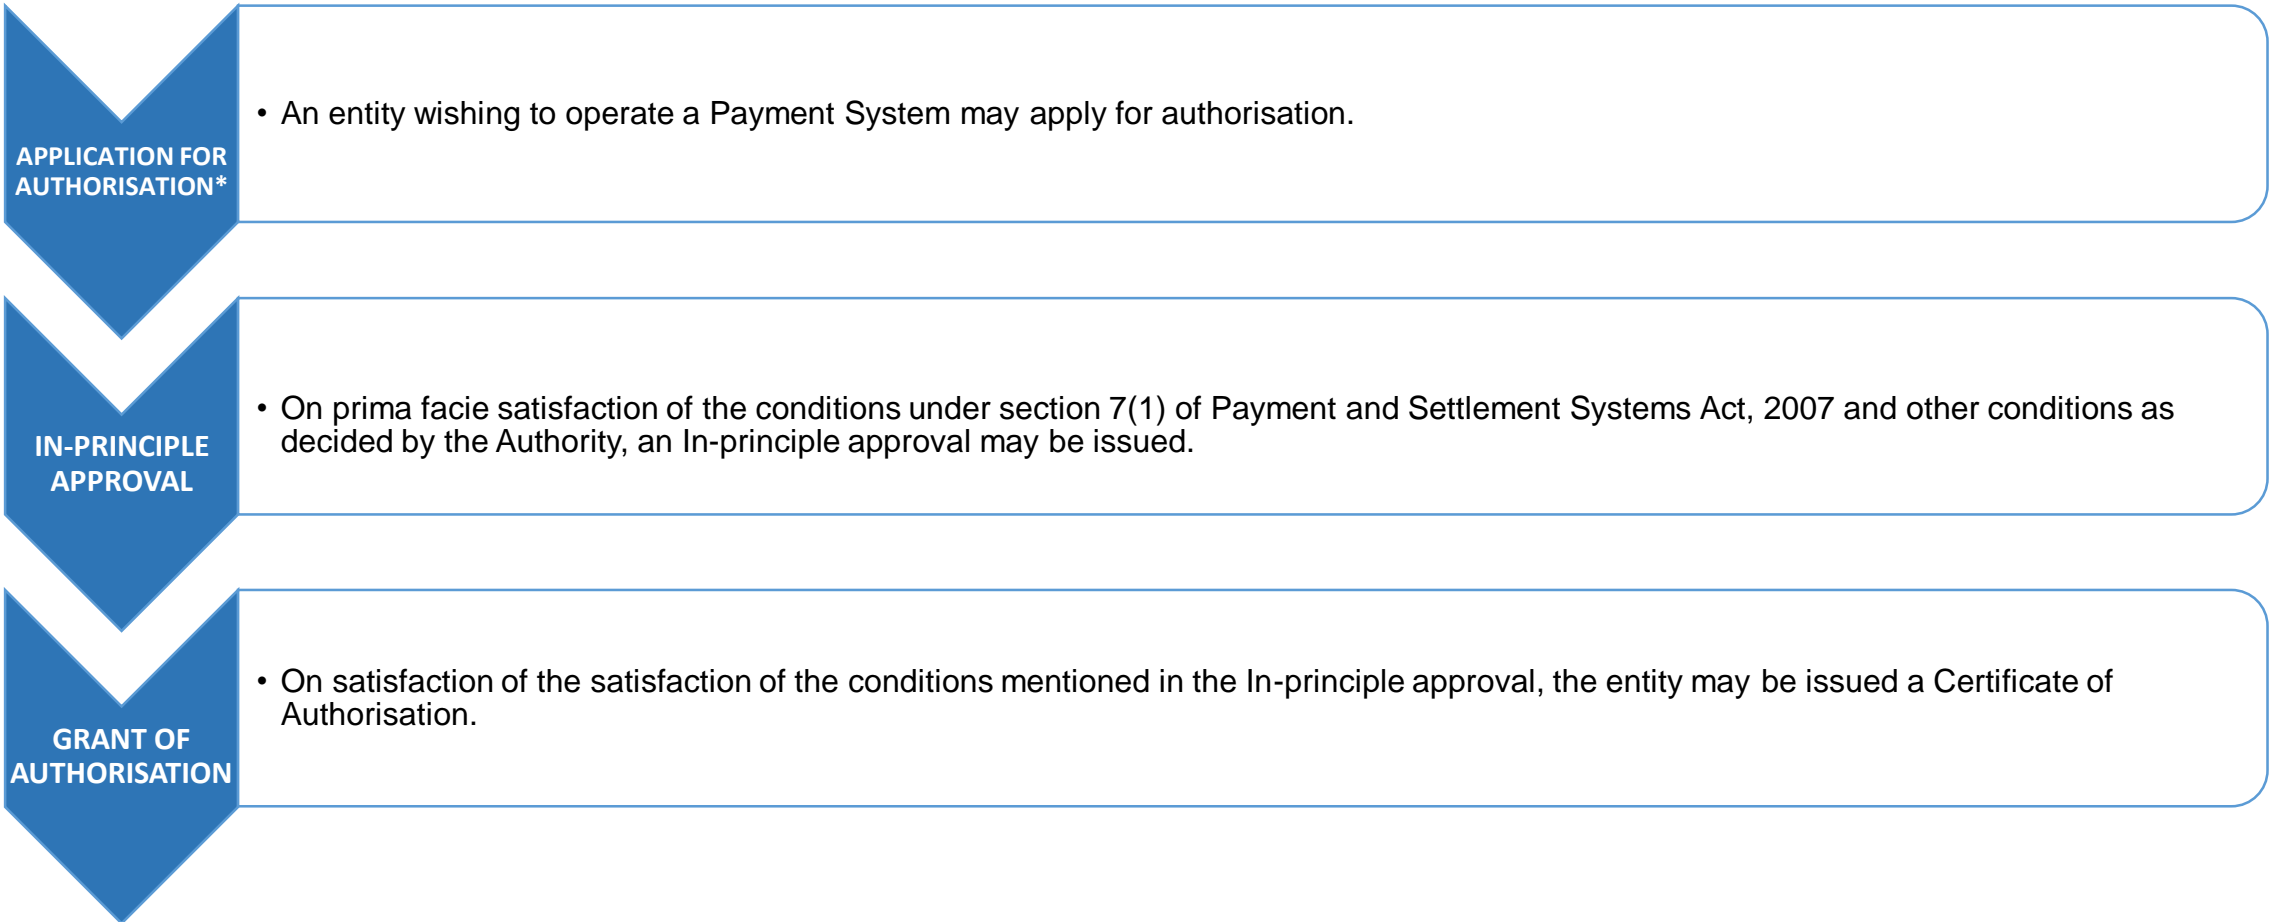 APPLICATION FOR
AUTHORISATION*
• An entity wishing to operate a Payment System may apply for authorisation.
IN-PRINCIPLE
APPROVAL
• On prima facie satisfaction of the conditions under section 7(1) of Payment and Settlement Systems Act, 2007 and other conditions as
decided by the Authority, an In-principle approval may be issued.
GRANT OF
AUTHORISATION
• On satisfaction of the satisfaction of the conditions mentioned in the In-principle approval, the entity may be issued a Certificate of
Authorisation.